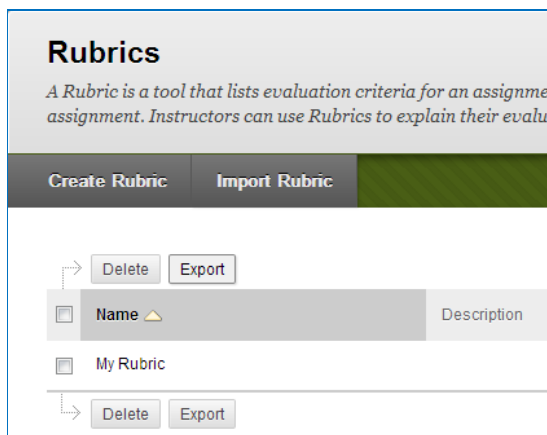 Rubrics
A Rubric is a tool that lists evaluation criteria for an assignme
assignment. Instructors can use Rubrics to explain their evalu
Create Rubric Import Rubric
Delete Export
Name Description
My Rubric
Delete Export